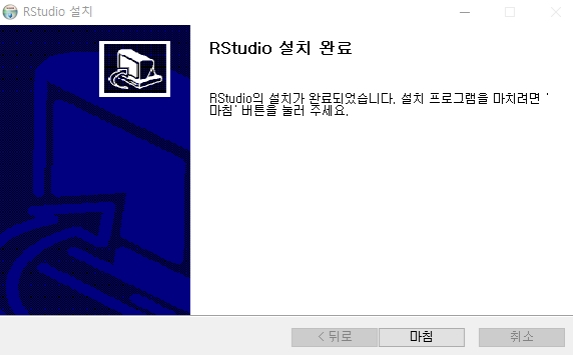 RStudio 설치
RStudio 설치 완료
RStudio의 설치가 완료되었습니다. 설치 프로그램을 마치려면 '
마침' 버튼을 눌러 주세요.
< 뒤로
마침
취소